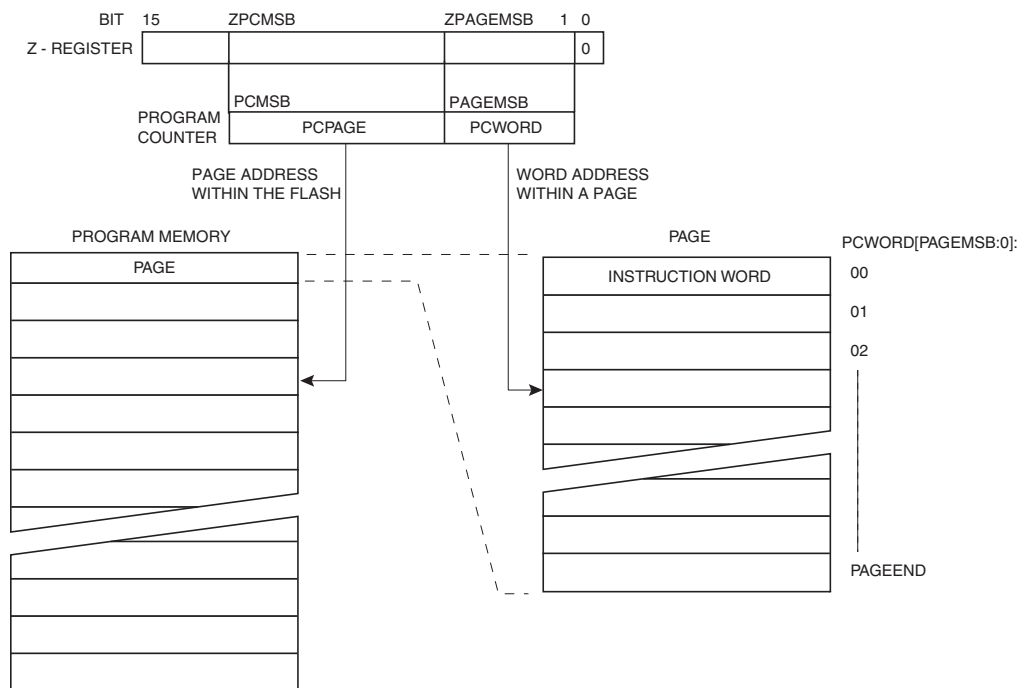 BIT 15 ZPCMSB ZPAGEMSB 1 0
Z - REGISTER 0
PCMSB PAGEMSB
PROGRAM
COUNTER
PCPAGE PCWORD
PAGE ADDRESS
WITHIN THE FLASH
WORD ADDRESS
WITHIN A PAGE
PROGRAM MEMORY
PAGE
PAGE
PCWORD[PAGEMSB:0]:
INSTRUCTION WORD
00
01
02
PAGEEND